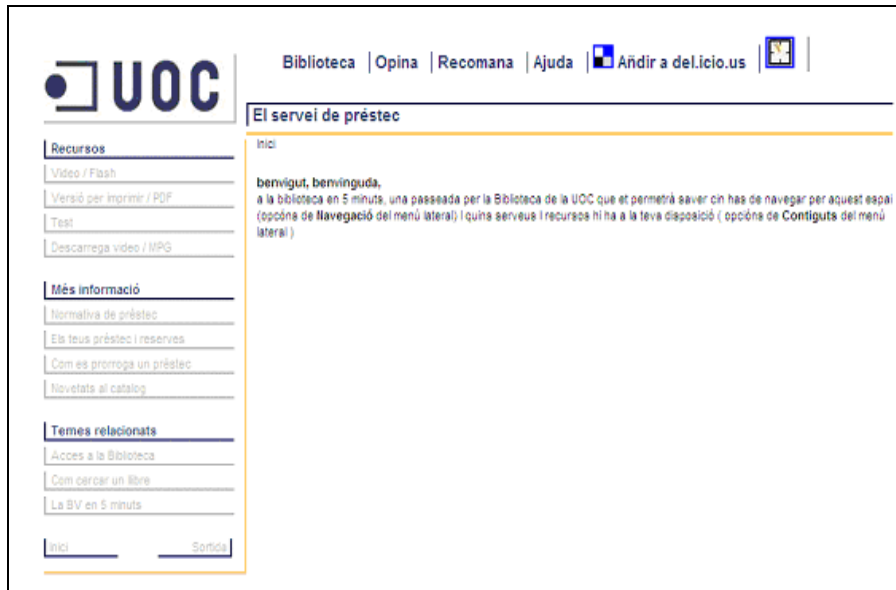 UOC
Biblioteca | Opina | Recomana | Ajuda | Añdir a del.icio.us |
El servei de préstec
Inici
benvigut, benvinguda,
a la biblioteca en 5 minuts, una passeada per la Biblioteca de la UOC que et permetrà saver cin has de navegar per aquest espai
(opcóns de Navegació del menú lateral) I quins serveus I recursos hi ha a la teva disposició ( opcións de Contiguts del menú
lateral )
Recursos
Video / Flash
Versió per imprimir / PDF
Test
Descarrega video / MPG
Més informació
Normativa de préstec
Els teus préstec i reserves
Com es prorroga un préstec
Novetats al catalog
Temes relacionats
Acces a la Biblioteca
Com cercar un llibre
La BV en 5 minuts
Inici Sortida